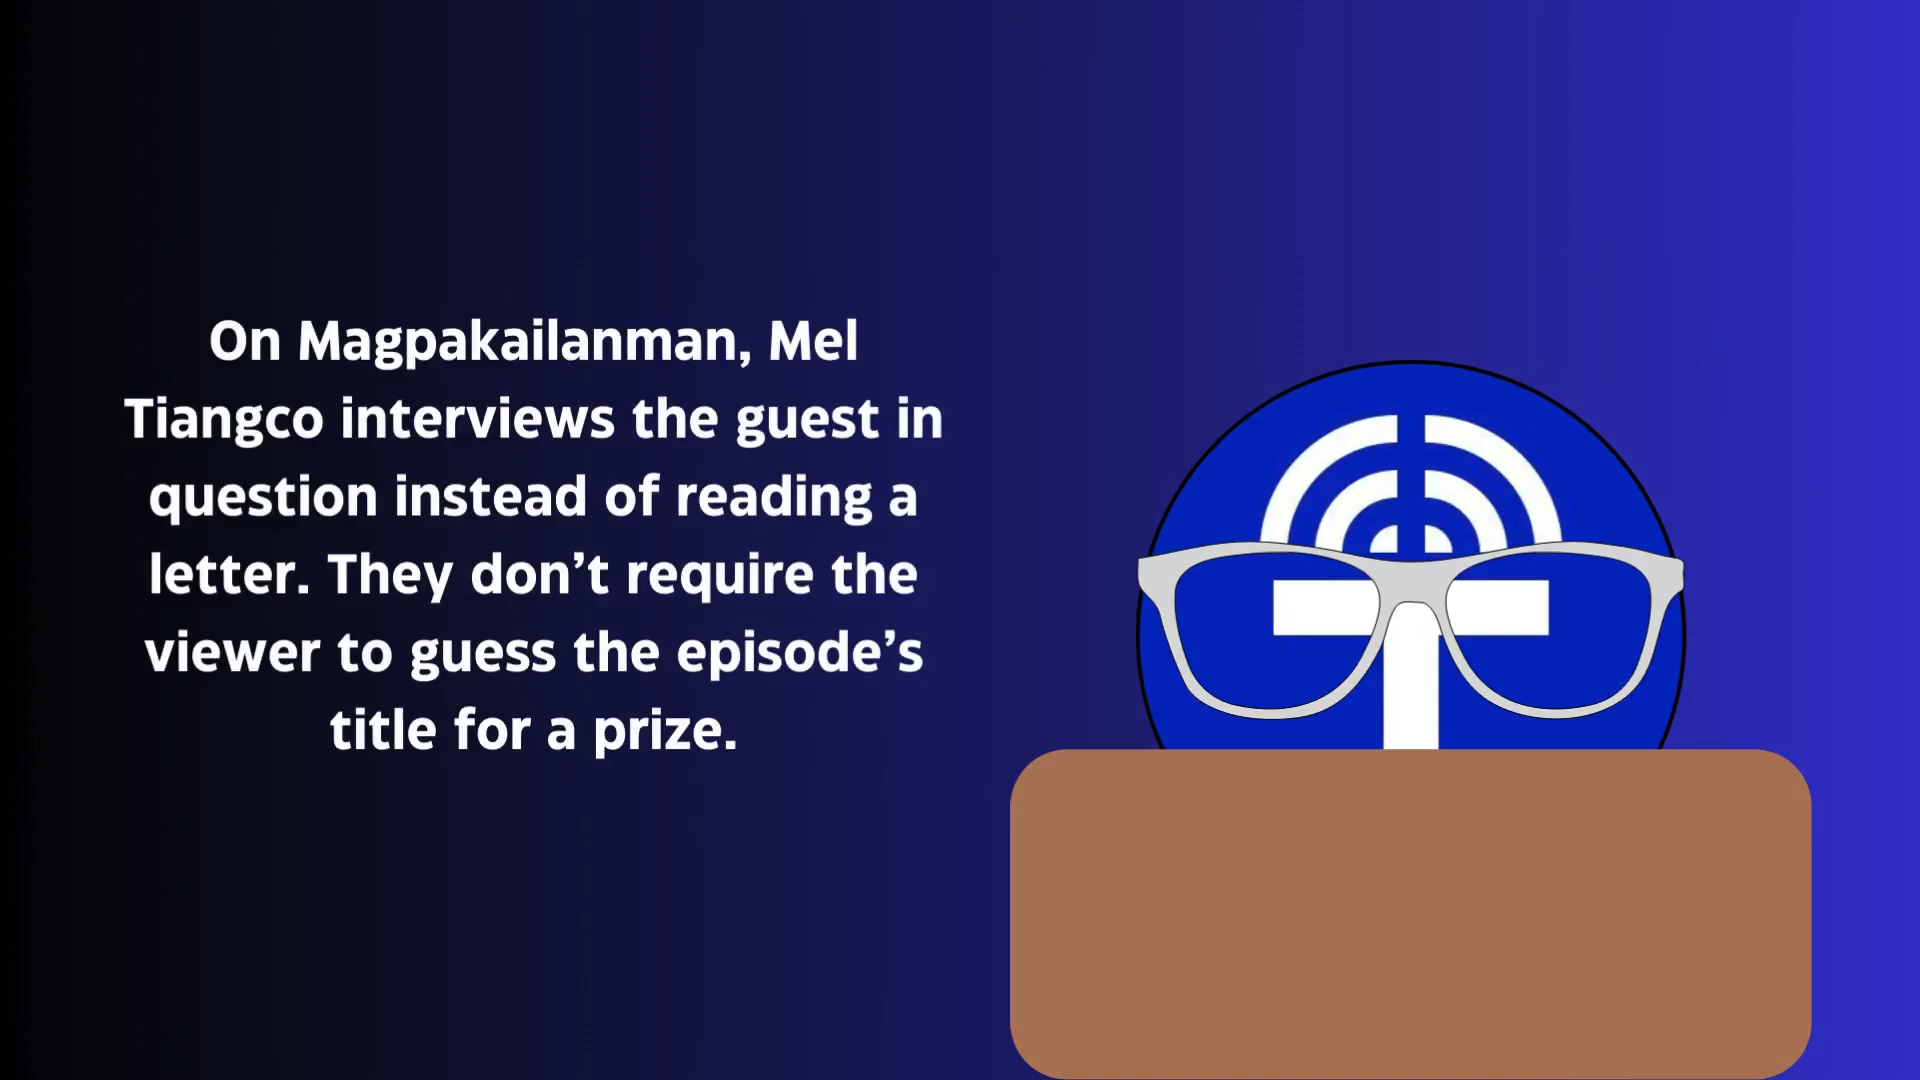 On Magpakailanman, Mel
Tiangco interviews the guest in
question instead of reading a
letter. They don’t require the
viewer to guess the episode’s
title for a prize.